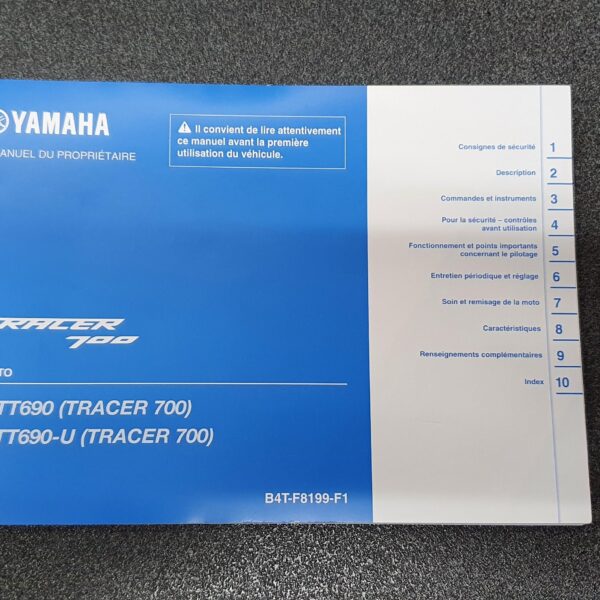 YAMAHA
ANUEL DU PROPRIÉTAIRE
⚠ Il convient de lire attentivement
ce manuel avant la première
utilisation du véhicule.
RACER
700
TO
TT690 (TRACER 700)
TT690-U (TRACER 700)
B4T-F8199-F1
Consignes de sécurité 1
Description 2
Commandes et instruments 3
Pour la sécurité – contrôles
avant utilisation 4
Fonctionnement et points importants
concernant le pilotage 5
Entretien périodique et réglage 6
Soin et remisage de la moto 7
Caractéristiques 8
Renseignements complémentaires 9
Index 10